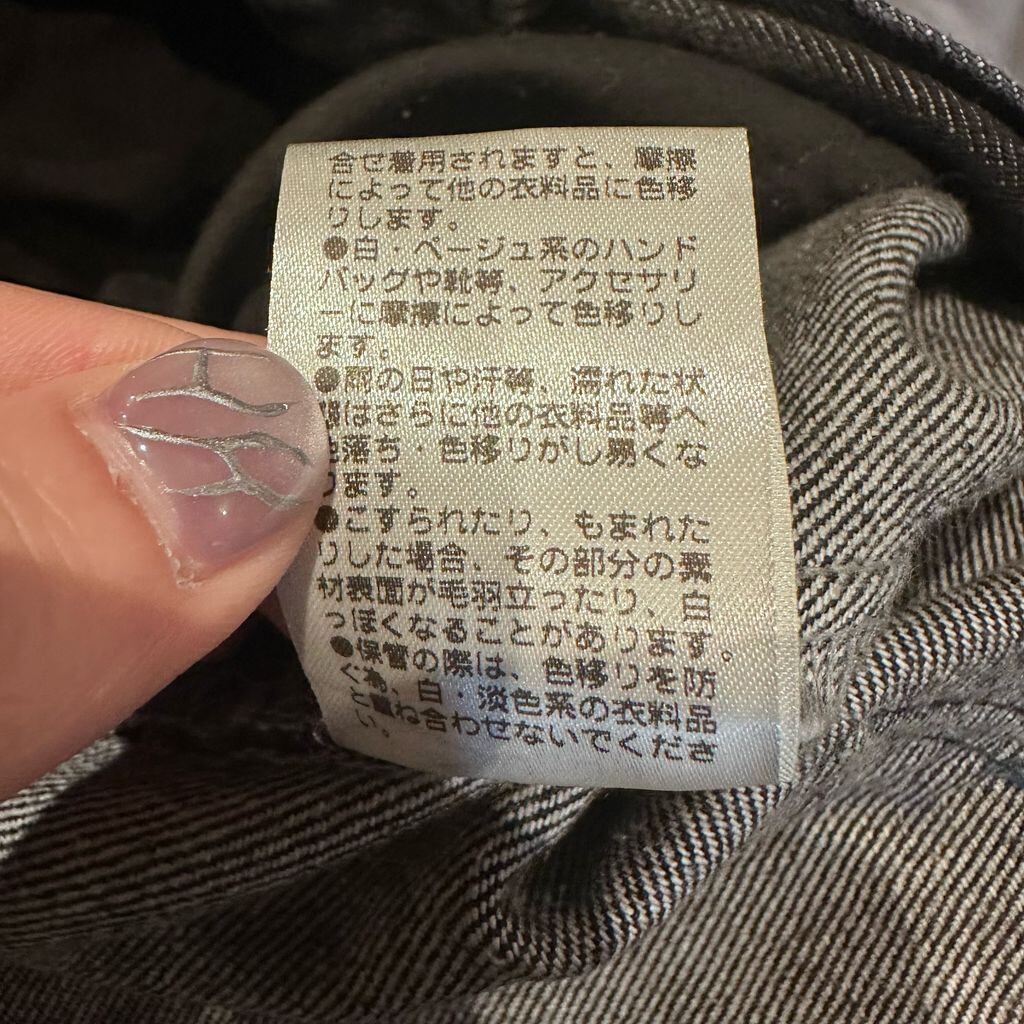 合せ着用されますと、摩擦
によって他の衣料品に色移
りします。
●白・ベージュ系のハンド
バッグや靴等、アクセサリ
ーに摩擦によって色移りし
ます。
●雨の日や汗等、濡れた状
態はさらに他の衣料品等へ
色落ち・色移りがし易くな
ります。
●こすられたり、もまれた
りした場合、その部分の素
材表面が毛羽立ったり、白
っぽくなることがあります。
●保管の際は、色移りを防
ぐ為、白・淡色系の衣料品
と重ね合わせないでくださ
い。